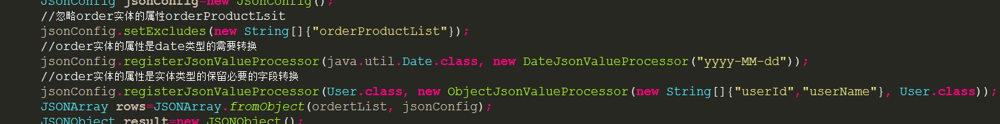 JsonConfig jsonConfig=new JsonConfig();
//忽略order实体的属性orderProductLsit
jsonConfig.setExcludes(new String[]{"orderProductList"});
//order实体的属性是date类型的需要转换
jsonConfig.registerJsonValueProcessor(java.util.Date.class, new DateJsonValueProcessor("yyyy-MM-dd"));
//order实体的属性是实体类型的保留必要的字段转换
jsonConfig.registerJsonValueProcessor(User.class, new ObjectJsonValueProcessor(new String[]{"userId","userName"}, User.class));
JSONArray rows=JSONArray.fromObject(ordertList, jsonConfig);
JSONObject result=new JSONObject();